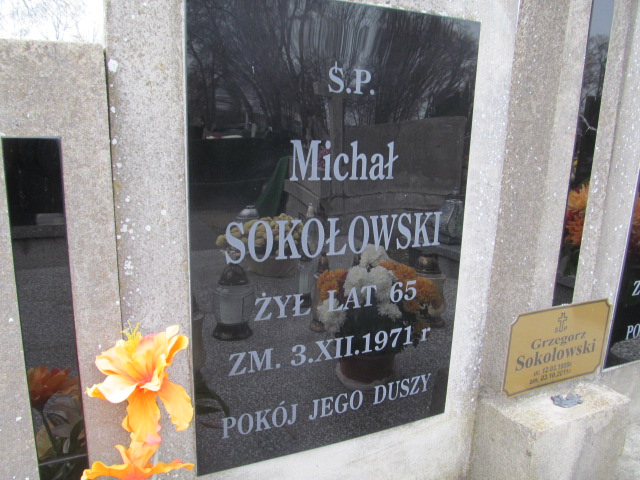 Ś.P.
Michał
SOKOŁOWSKI
ŻYŁ LAT 65
ZM. 3.XII.1971 r
POKÓJ JEGO DUSZY
Grzegorz
Sokołowski